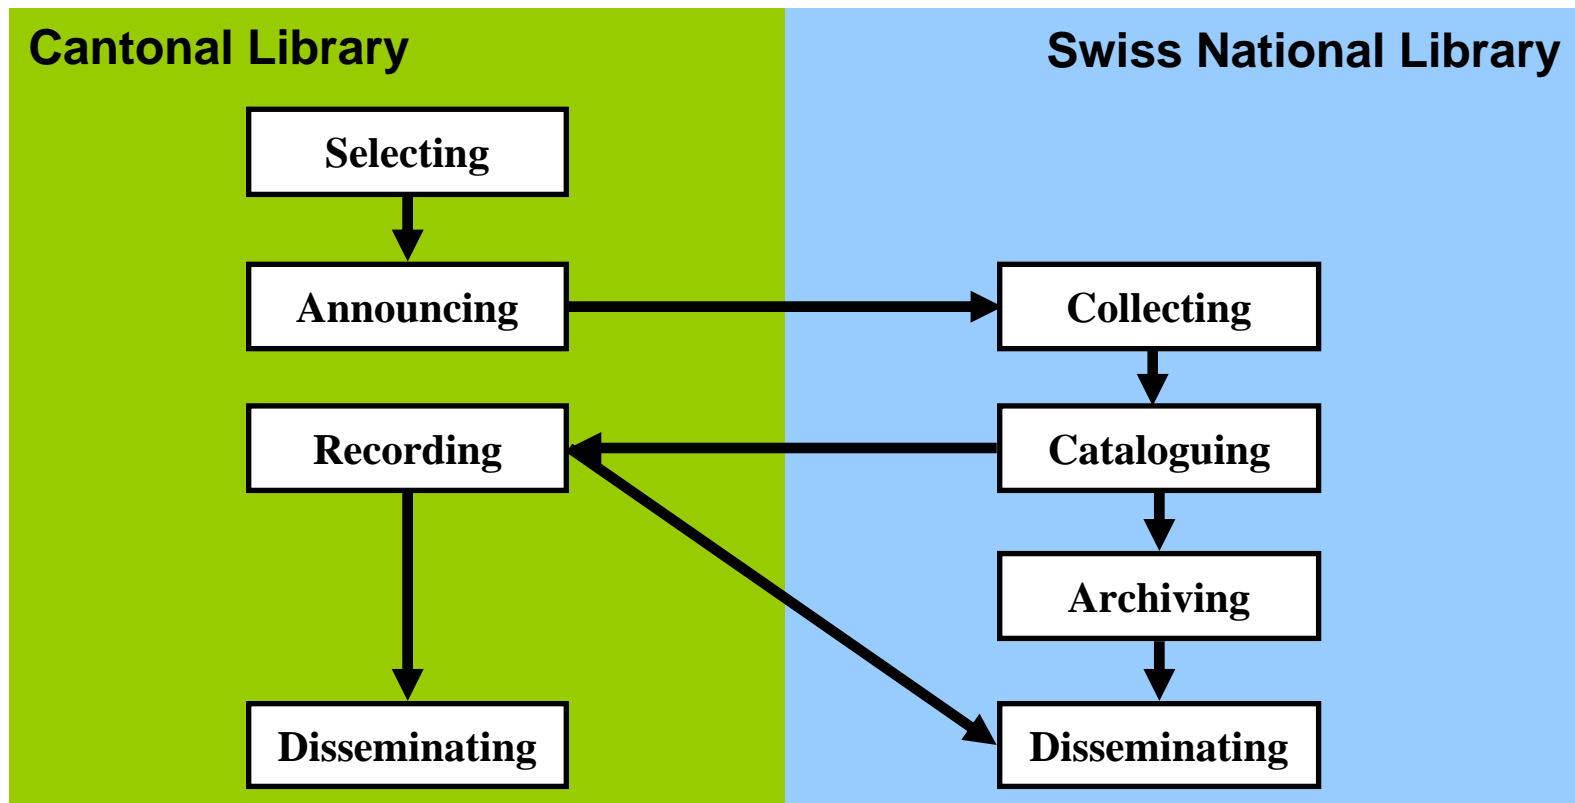 Cantonal Library
Swiss National Library
Selecting
Announcing
Collecting
Recording
Cataloguing
Archiving
Disseminating
Disseminating